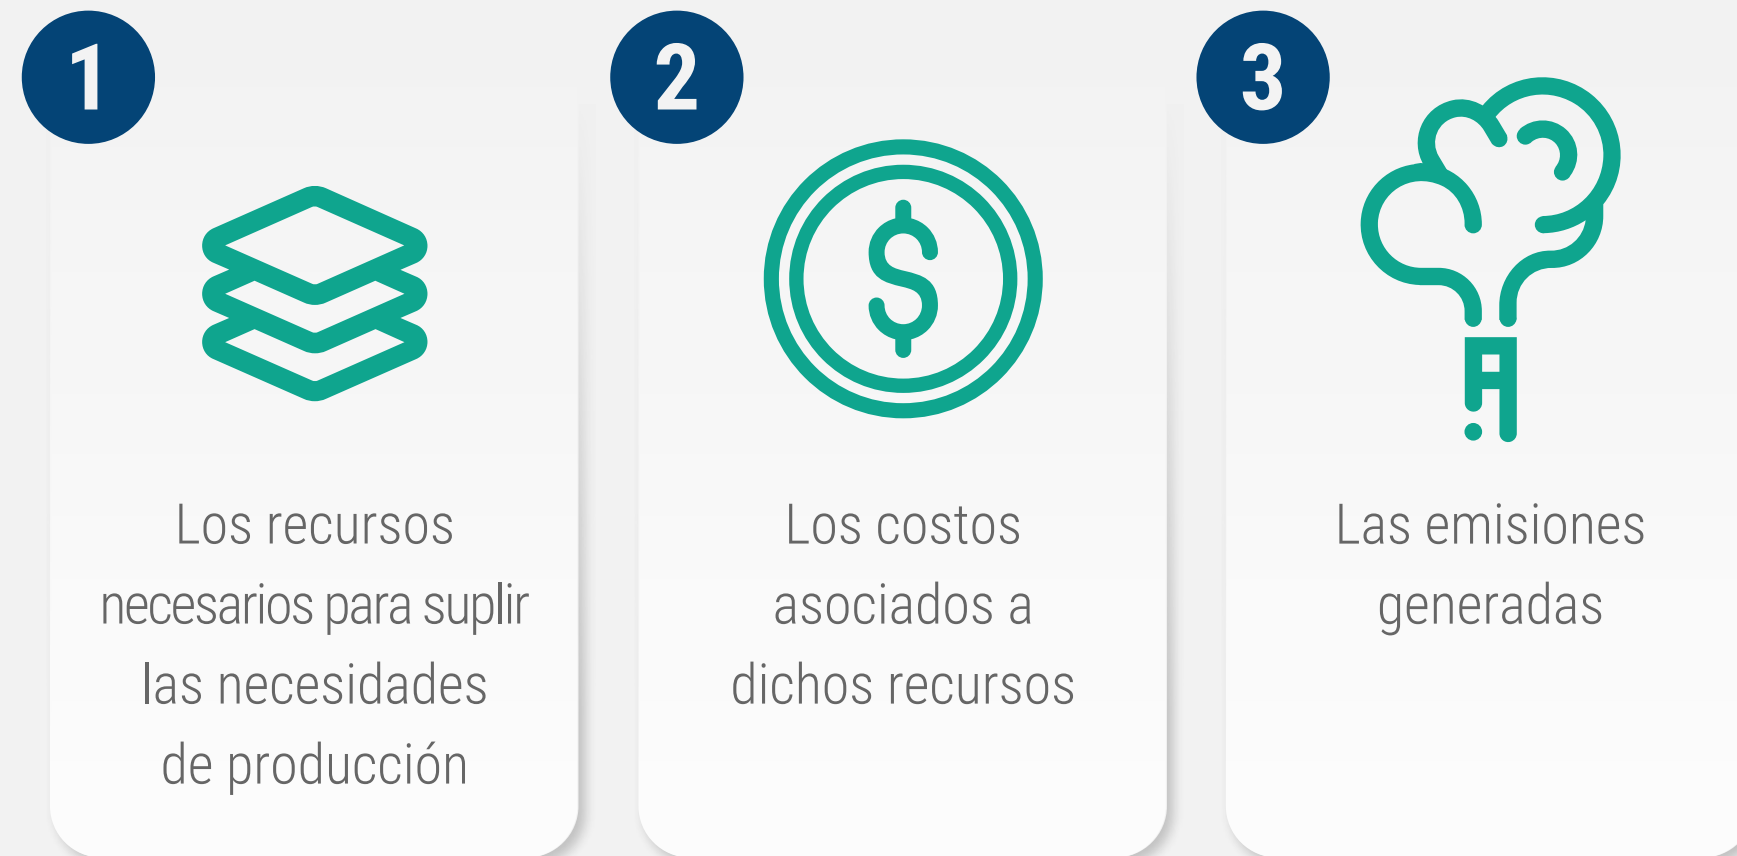 1
Los recursos
necesarios para suplir
las necesidades
de producción
2
$
Los costos
asociados a
dichos recursos
3
Las emisiones
generadas